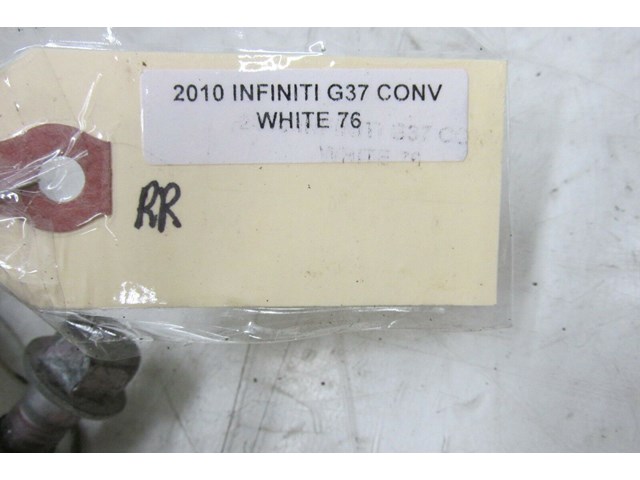 2010 INFINITI G37 CONV
WHITE 76
RR